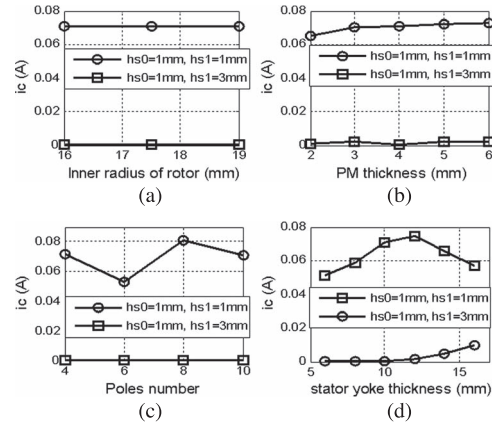 0.08
0.06
0.04
0.02
0
ic (A)
hs0=1mm, hs1=1mm
hs0=1mm, hs1=3mm
16 17 18 19
Inner radius of rotor (mm)
(a)
0.08
0.06
0.04
0.02
0
ic (A)
hs0=1mm, hs1=1mm
hs0=1mm, hs1=3mm
2 3 4 5 6
PM thickness (mm)
(b)
0.08
0.06
0.04
0.02
0
ic (A)
hs0=1mm, hs1=1mm
hs0=1mm, hs1=3mm
4 6 8 10
Poles number
(c)
0.08
0.06
0.04
0.02
0
ic (A)
hs0=1mm, hs1=1mm
hs0=1mm, hs1=3mm
5 10 15
stator yoke thickness (mm)
(d)